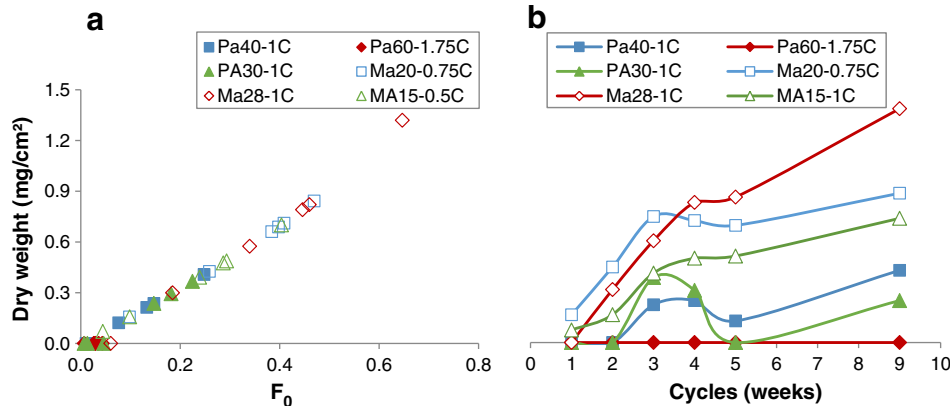 a
Pa40-1C Pa60-1.75C
PA30-1C Ma20-0.75C
Ma28-1C MA15-0.5C
Dry weight (mg/cm²)
1.5
1.2
0.9
0.6
0.3
0.0
0.0 0.2 0.4 0.6 0.8
F₀
b
Pa40-1C Pa60-1.75C
PA30-1C Ma20-0.75C
Ma28-1C MA15-1C
0 1 2 3 4 5 6 7 8 9 10
Cycles (weeks)